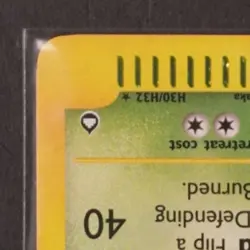 Flip a
Defending 40
Burned.
retreat cost
H30/H32